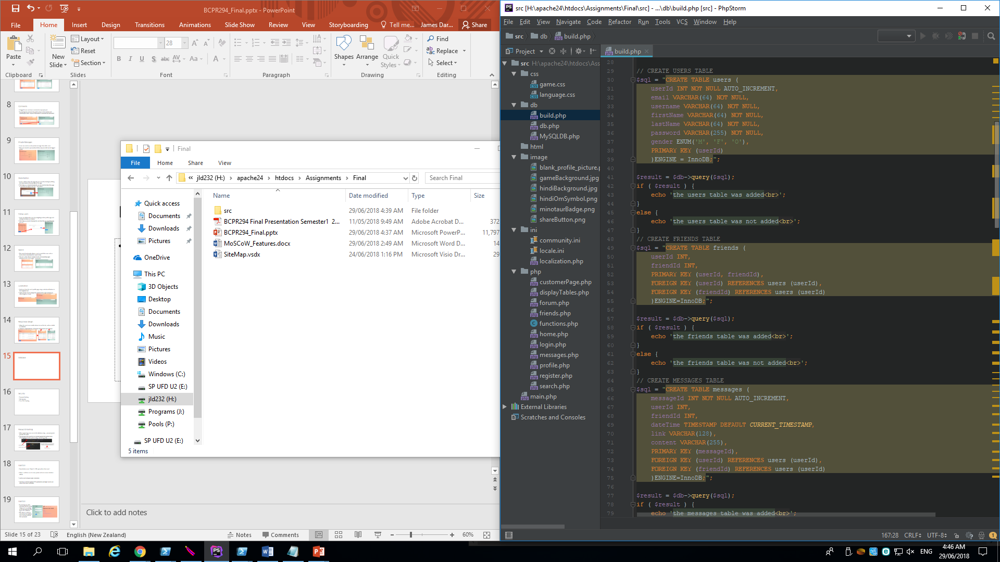 BCPR294_Final.pptx - PowerPoint
File Home Insert Design Transitions Animations Slide Show Review View Storyboarding Tell me... James Dar... Share
Paste
Clipboard
New Slide
Layout
Reset
Section
Slides
28
B I U S abc AV Aa A
Font
Paragraph
Shapes Arrange Quick Styles
Drawing
Find
Replace
Select
Editing
8
9
10
11
12
13
14
15
16
17
18
19
Final
File Home Share View
« jld232 (H:) > apache24 > htdocs > Assignments > Final
Search Final
Name Date modified Type Size
src 29/06/2018 4:39 AM File folder
BCPR294 Final Presentation Semester1 2... 11/05/2018 9:49 AM Adobe Acrobat D... 372
BCPR294_Final.pptx 29/06/2018 4:37 AM Microsoft PowerP... 11,797
MoSCoW_Features.docx 29/06/2018 2:49 AM Microsoft Word D... 14
SiteMap.vsdx 24/06/2018 1:16 PM Microsoft Visio Dr... 29
Quick access
Documents
Downloads
Pictures
OneDrive
This PC
3D Objects
Desktop
Documents
Downloads
Music
Pictures
Videos
Windows (C:)
SP UFD U2 (E:)
jld232 (H:)
Programs (J:)
Pools (P:)
SP UFD U2 (E:)
5 items
Click to add notes
Slide 15 of 23 English (New Zealand) Notes Comments 60%
PS src [H:\apache24\htdocs\Assignments\Final\src] - ...\db\build.php [src] - PhpStorm
File Edit View Navigate Code Refactor Run Tools VCS Window Help
src db build.php
Project
build.php
src H:\apache24\htdocs\Ass
css
game.css
language.css
db
build.php
db.php
MySQLDB.php
html
image
blank_profile_picture.p
gameBackground.jpg
hindiBackground.jpg
hindiOmSymbol.png
minotaurBadge.png
shareButton.png
ini
community.ini
locale.ini
localization.php
php
customerPage.php
displayTables.php
forum.php
friends.php
functions.php
home.php
login.php
messages.php
profile.php
register.php
search.php
main.php
External Libraries
Scratches and Consoles
28
29 // CREATE USERS TABLE
30 $sql = "CREATE TABLE users (
31 userId INT NOT NULL AUTO_INCREMENT,
32 email VARCHAR(64) NOT NULL,
33 username VARCHAR(64) NOT NULL,
34 firstName VARCHAR(64) NOT NULL,
35 lastName VARCHAR(64) NOT NULL,
36 password VARCHAR(255) NOT NULL,
37 gender ENUM('M', 'F', 'O'),
38 PRIMARY KEY (userId)
39 )ENGINE = InnoDB;";
40
41 $result = $db->query($sql);
42 if ( $result ) {
43 echo 'the users table was added<br>';
44 }
45 else {
46 echo 'the users table was not added<br>';
47 }
48 // CREATE FRIENDS TABLE
49 $sql = "CREATE TABLE friends (
50 userId INT,
51 friendId INT,
52 PRIMARY KEY (userId, friendId),
53 FOREIGN KEY (userId) REFERENCES users (userId),
54 FOREIGN KEY (friendId) REFERENCES users (userId)
55 )ENGINE=InnoDB;";
56
57 $result = $db->query($sql);
58 if ( $result ) {
59 echo 'the friends table was added<br>';
60 }
61 else {
62 echo 'the friends table was not added<br>';
63 }
64 // CREATE MESSAGES TABLE
65 $sql = "CREATE TABLE messages (
66 messageId INT NOT NULL AUTO_INCREMENT,
67 userId INT,
68 friendId INT,
69 dateTime TIMESTAMP DEFAULT CURRENT_TIMESTAMP,
70 link VARCHAR(128),
71 content VARCHAR(255),
72 PRIMARY KEY (messageId),
73 FOREIGN KEY (userId) REFERENCES users (userId),
74 FOREIGN KEY (friendId) REFERENCES users (userId)
75 )ENGINE=InnoDB;";
76
77 $result = $db->query($sql);
78 if ( $result ) {
79 echo 'the messages table was added<br>';
167:28 CRLF UTF-8 1
ENG 4:46 AM
29/06/2018